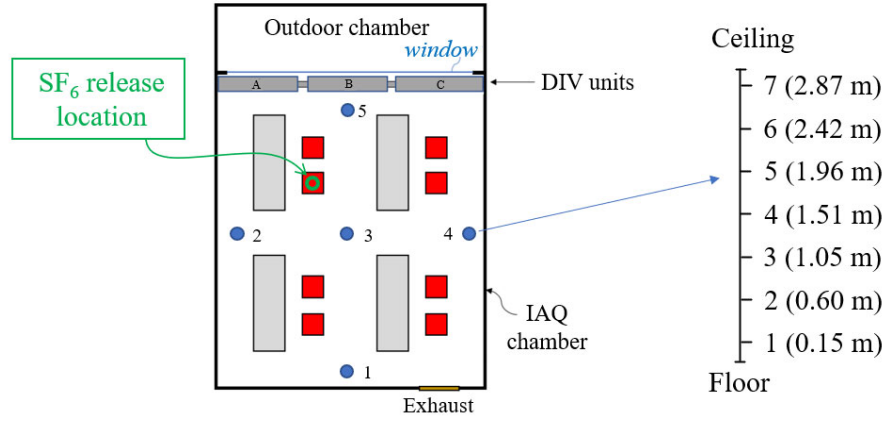 Outdoor chamber
window
A B C
DIV units
SF₆ release
location
5
2 3 4
1
IAQ
chamber
Exhaust
Ceiling
7 (2.87 m)
6 (2.42 m)
5 (1.96 m)
4 (1.51 m)
3 (1.05 m)
2 (0.60 m)
1 (0.15 m)
Floor